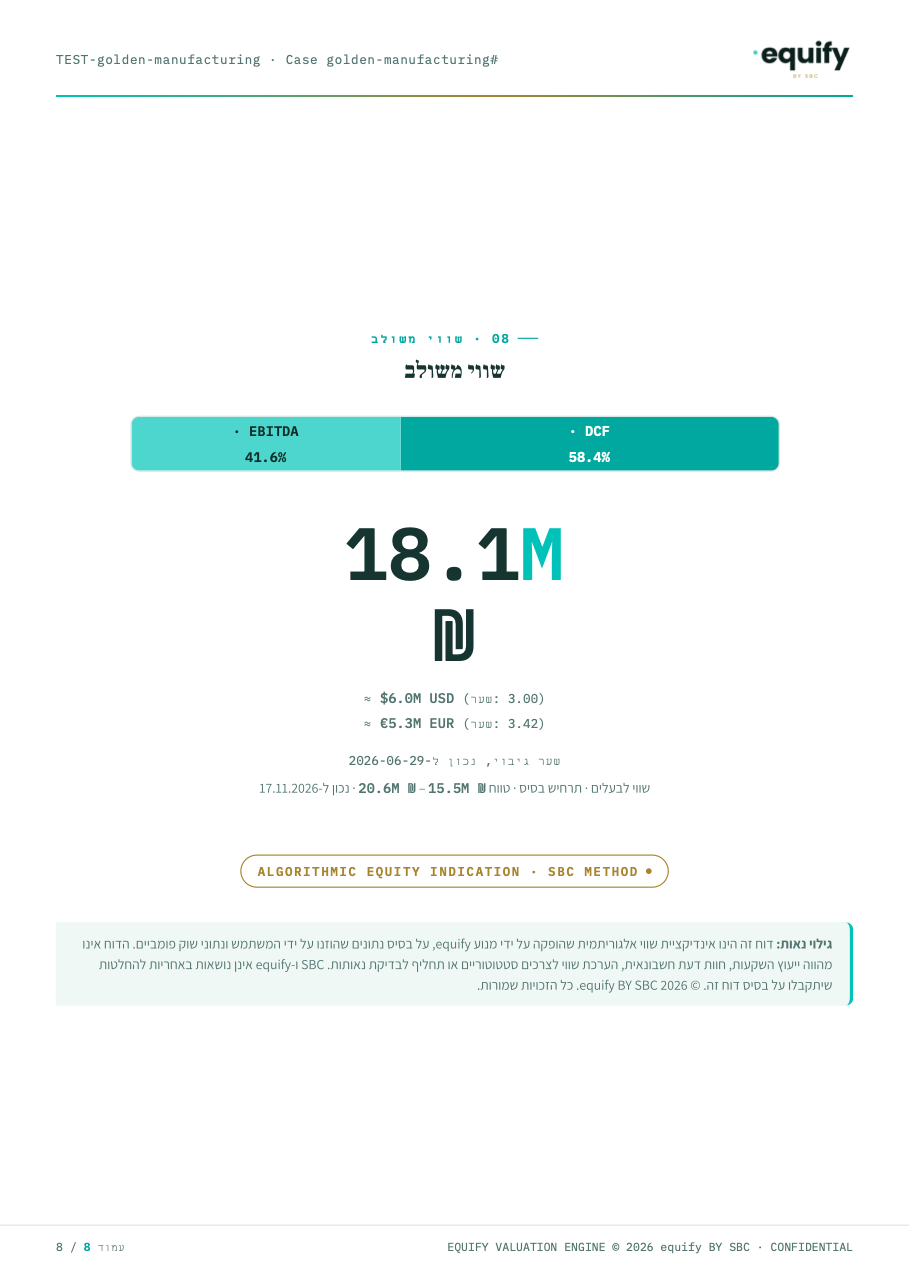 TEST-golden-manufacturing · Case golden-manufacturing#
equify
BY SBC
08 · שווי משולב
שווי משולב
· EBITDA
41.6%
· DCF
58.4%
18.1M
₪
≈ $6.0M USD (שער: 3.00)
≈ €5.3M EUR (שער: 3.42)
שער גיבוי, נכון ל-2026-06-29
שווי לבעלים · תרחיש בסיס · טווח ₪ 15.5M – ₪ 20.6M · נכון ל-17.11.2026
ALGORITHMIC EQUITY INDICATION · SBC METHOD
גילוי נאות: דוח זה הינו אינדיקציית שווי אלגוריתמית שהופקה על ידי מנוע equify, על בסיס נתונים שהוזנו על ידי המשתמש ונתוני שוק פומביים. הדוח אינו
מהווה ייעוץ השקעות, חוות דעת חשבונאית, הערכת שווי לצרכים סטטוטוריים או תחליף לבדיקת נאותות. SBC ו-equify אינן נושאות באחריות להחלטות
שיתקבלו על בסיס דוח זה. © 2026 equify BY SBC. כל הזכויות שמורות.
עמוד 8 / 8
EQUIFY VALUATION ENGINE © 2026 equify BY SBC · CONFIDENTIAL